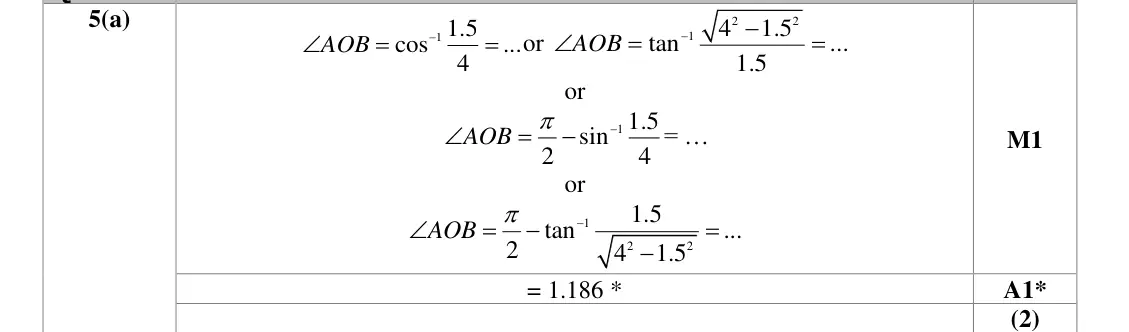 5(a)
∠AOB = cos⁻¹ 1.5/4 = ...or ∠AOB = tan⁻¹ √(4² − 1.5²)/1.5 = ...
or
∠AOB = π/2 − sin⁻¹ 1.5/4 = …
M1
or
∠AOB = π/2 − tan⁻¹ 1.5/√(4² − 1.5²) = ...
= 1.186 * A1*
(2)